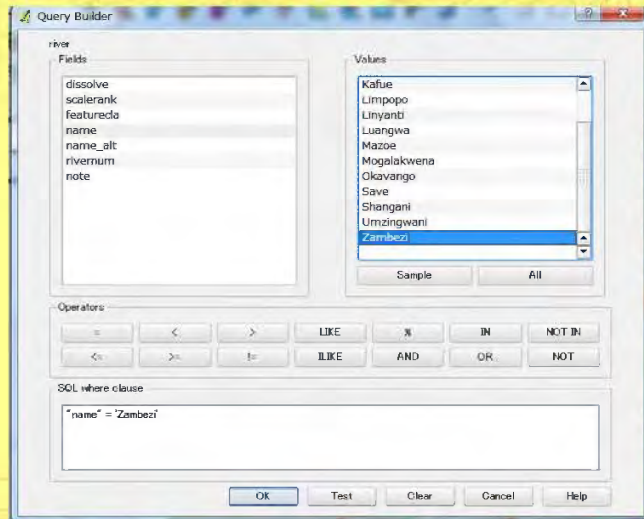 Query Builder
river
Fields
dissolve
scalerank
featurecla
name
name_alt
rivernum
note
Values
Kafue
Limpopo
Linyanti
Luangwa
Mazoe
Mogalakwena
Okavango
Save
Shangani
Umzingwani
Zambezi
Sample All
Operators
= < > LIKE % IN NOT IN
<= >= != ILIKE AND OR NOT
SQL where clause
"name" = 'Zambezi'
OK Test Clear Cancel Help